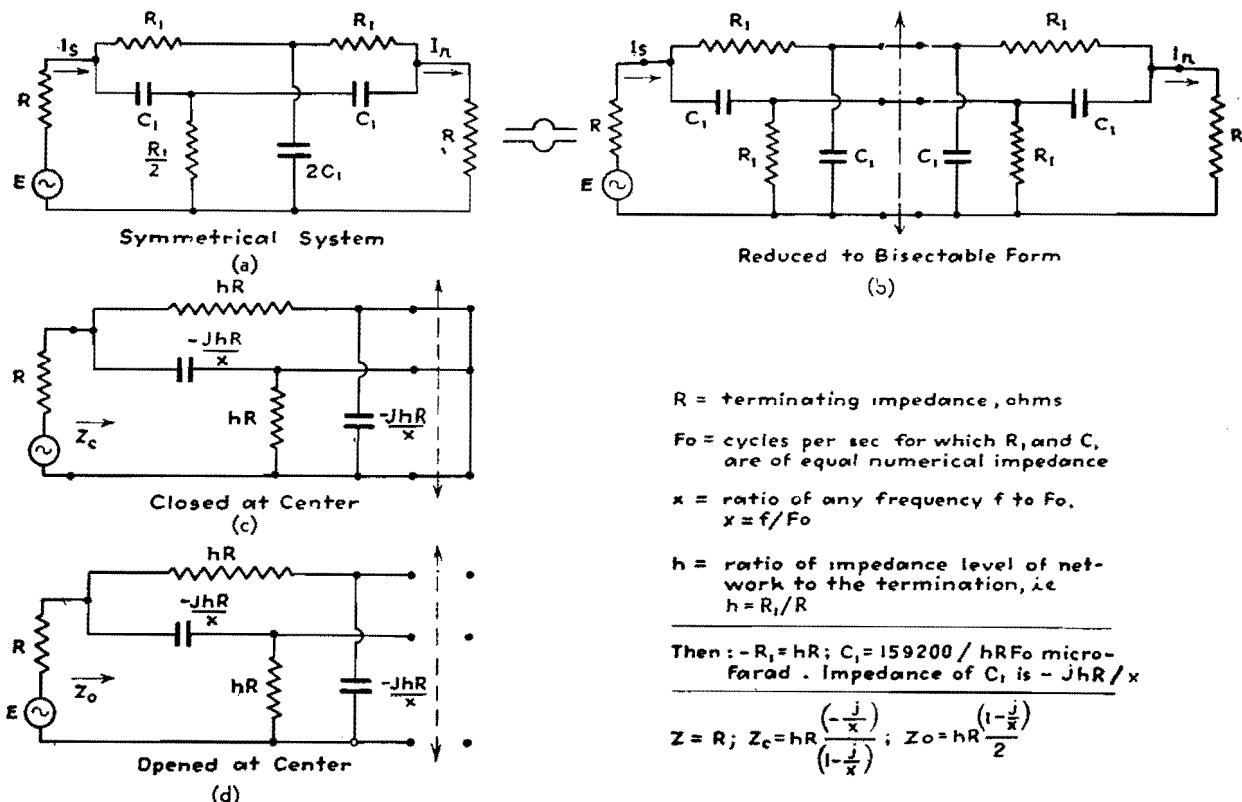 R₁ R₁
Is Iₙ
C₁ C₁
R
R₁/2
2C₁
R
E
Symmetrical System
(a)
R₁ R₁
Is Iₙ
C₁ C₁
R
R₁ C₁ C₁ R₁
R
E
Reduced to Bisectable Form
(b)
hR
-JhR/x
R
hR
-JhR/x
Zc
Closed at Center
(c)
hR
-JhR/x
R
hR
-JhR/x
Zo
E
Opened at Center
(d)
R = terminating impedance, ohms
Fo = cycles per sec for which R₁ and C₁
are of equal numerical impedance
x = ratio of any frequency f to Fo.
x = f/Fo
h = ratio of impedance level of net-
work to the termination, ie
h = R₁/R
Then :- R₁ = hR; C₁ = 159200 / hRFo micro-
farad. Impedance of C₁ is - jhR/x
Z = R; Zc = hR (-j/x)/(1-j/x); Zo = hR (1-j/x)/2